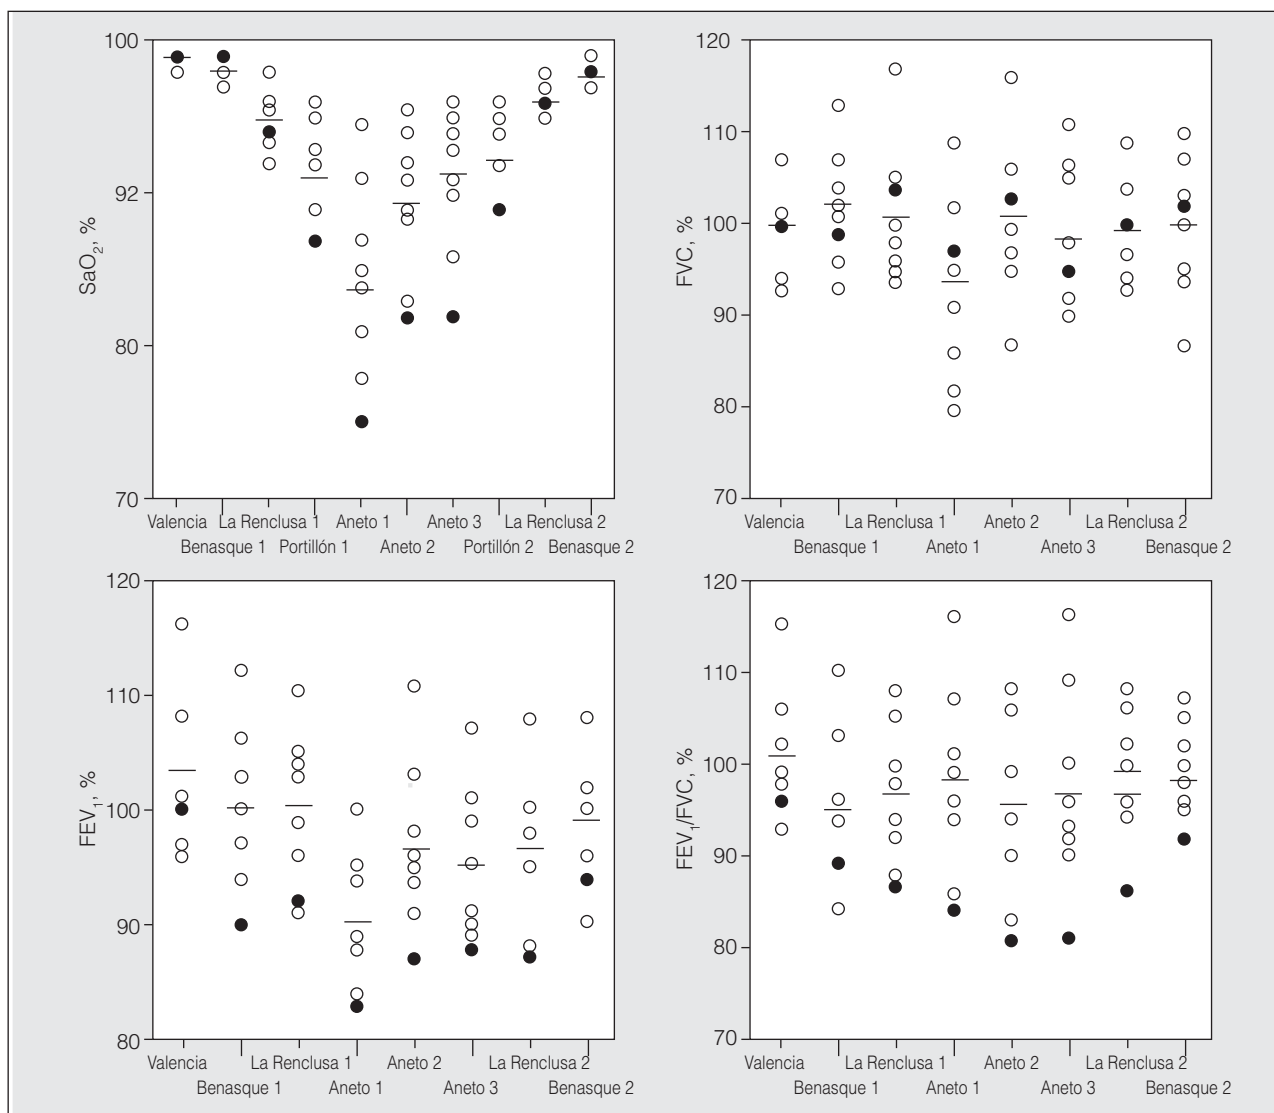 100
92
80
70
SaO2, %
Valencia La Renclusa 1 Aneto 1 Aneto 3 La Renclusa 2
Benasque 1 Portillón 1 Aneto 2 Portillón 2 Benasque 2
120
110
100
90
80
70
FVC, %
Valencia La Renclusa 1 Aneto 2 La Renclusa 2
Benasque 1 Aneto 1 Aneto 3 Benasque 2
120
110
100
90
80
FEV1, %
Valencia La Renclusa 1 Aneto 2 La Renclusa 2
Benasque 1 Aneto 1 Aneto 3 Benasque 2
120
110
100
90
80
70
FEV1/FVC, %
Valencia La Renclusa 1 Aneto 2 La Renclusa 2
Benasque 1 Aneto 1 Aneto 3 Benasque 2